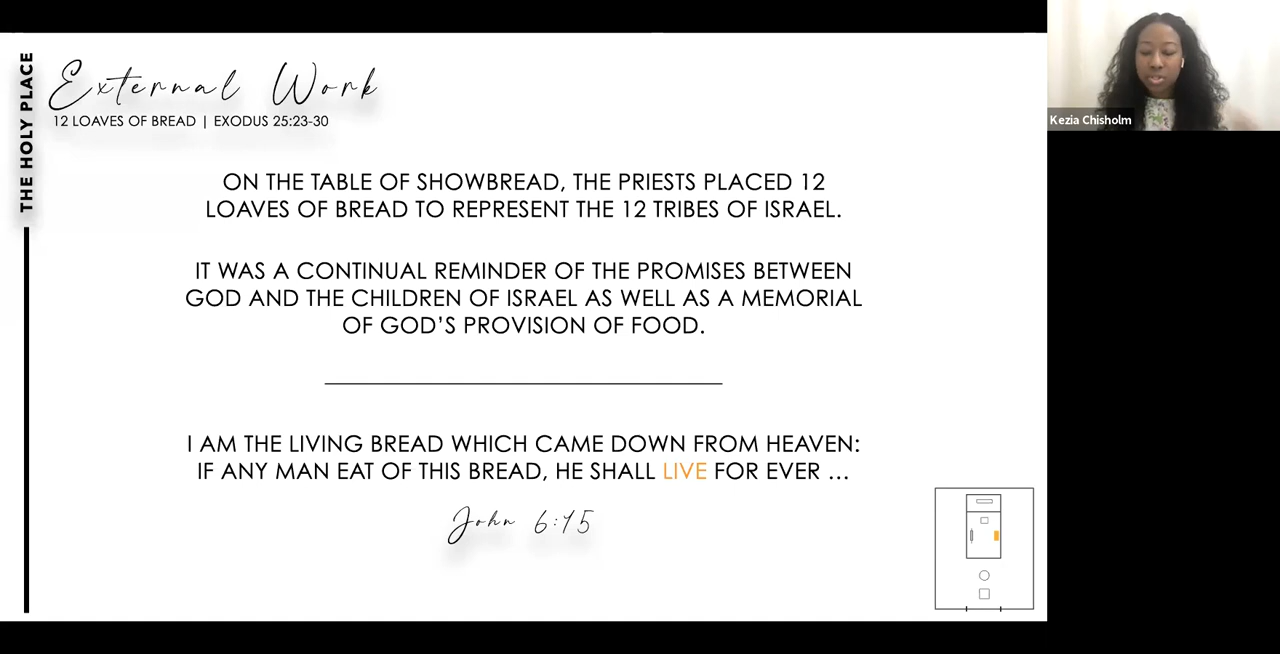 THE HOLY PLACE
External Work
12 LOAVES OF BREAD | EXODUS 25:23-30
ON THE TABLE OF SHOWBREAD, THE PRIESTS PLACED 12
LOAVES OF BREAD TO REPRESENT THE 12 TRIBES OF ISRAEL.
IT WAS A CONTINUAL REMINDER OF THE PROMISES BETWEEN
GOD AND THE CHILDREN OF ISRAEL AS WELL AS A MEMORIAL
OF GOD'S PROVISION OF FOOD.
I AM THE LIVING BREAD WHICH CAME DOWN FROM HEAVEN:
IF ANY MAN EAT OF THIS BREAD, HE SHALL LIVE FOR EVER ...
John 6:45
Kezia Chisholm